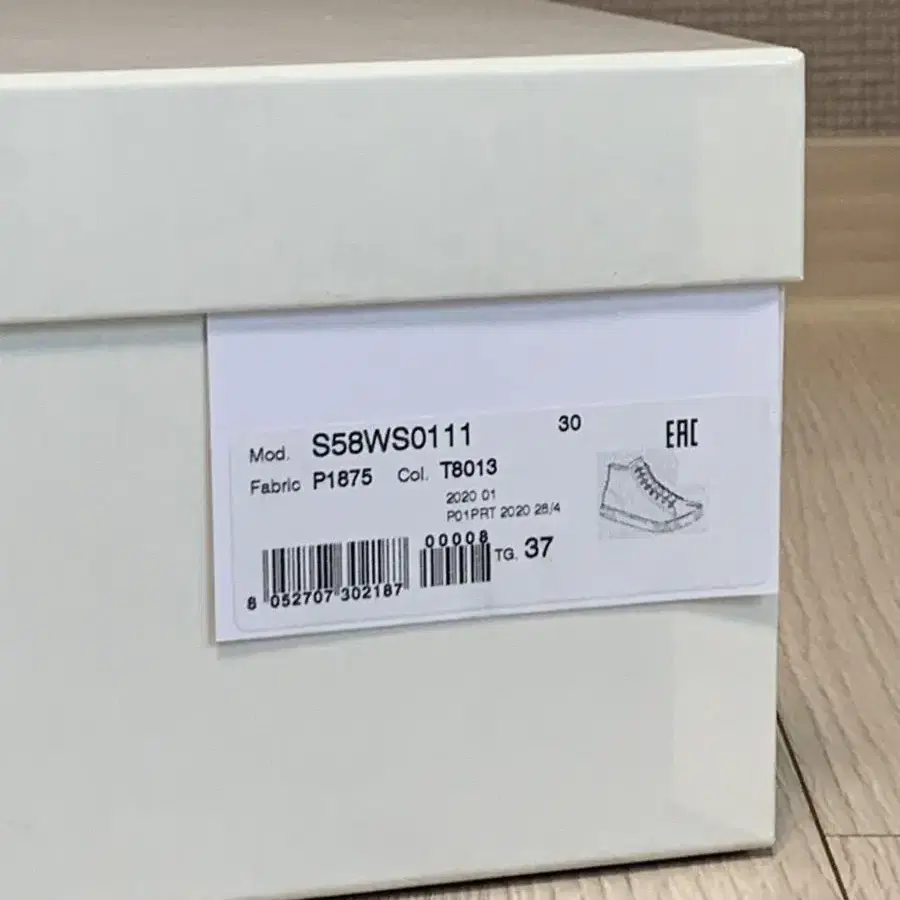 Mod. S58WS0111 30
EAC
Fabric P1875 Col. T8013
2020 01
P01PRT 2020 28/4
00008
TG. 37
8 052707 302187